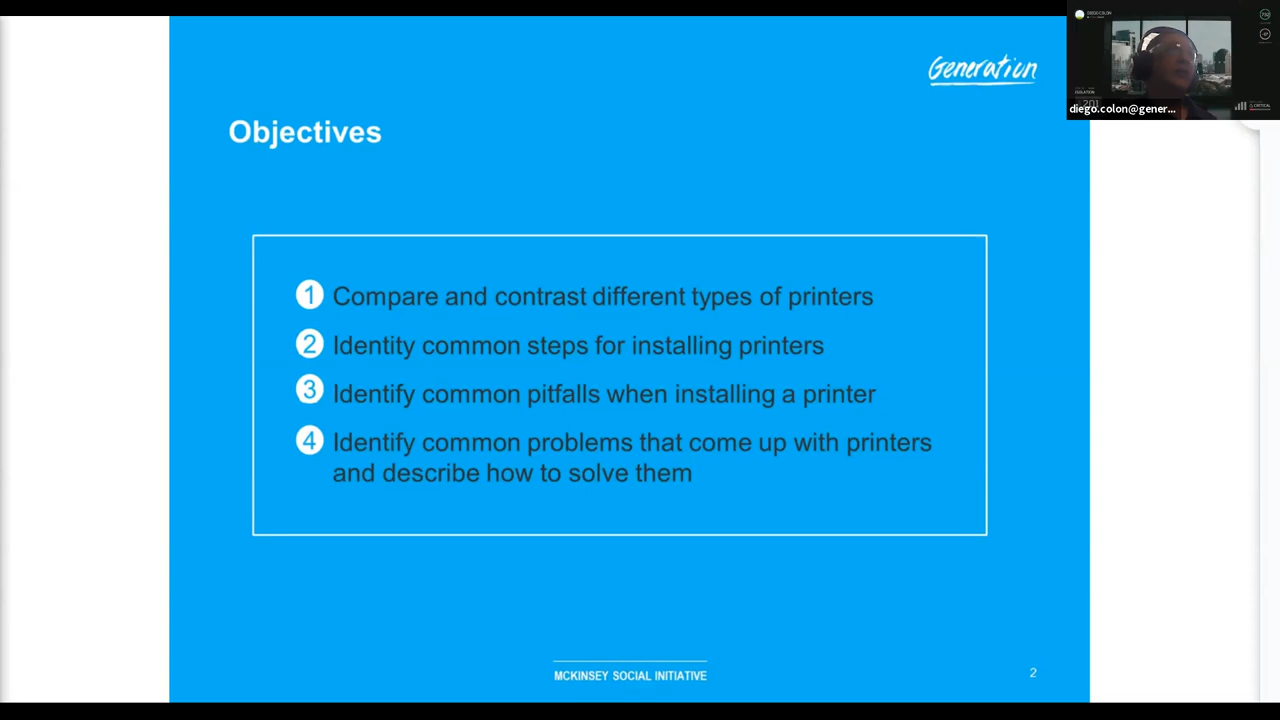 Generation
DIEGO COLON
diego.colon@gener...
Objectives
1 Compare and contrast different types of printers
2 Identity common steps for installing printers
3 Identify common pitfalls when installing a printer
4 Identify common problems that come up with printers
and describe how to solve them
MCKINSEY SOCIAL INITIATIVE
2